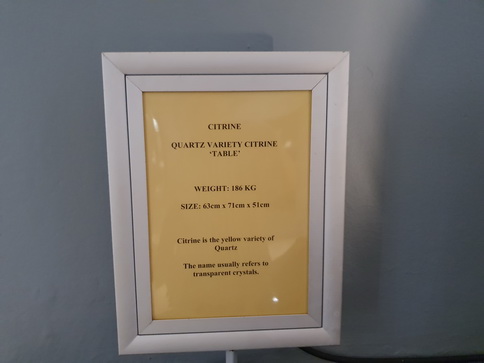 CITRINE
QUARTZ VARIETY CITRINE
'TABLE'
WEIGHT: 186 KG
SIZE: 63cm x 71cm x 51cm
Citrine is the yellow variety of
Quartz
The name usually refers to
transparent crystals.